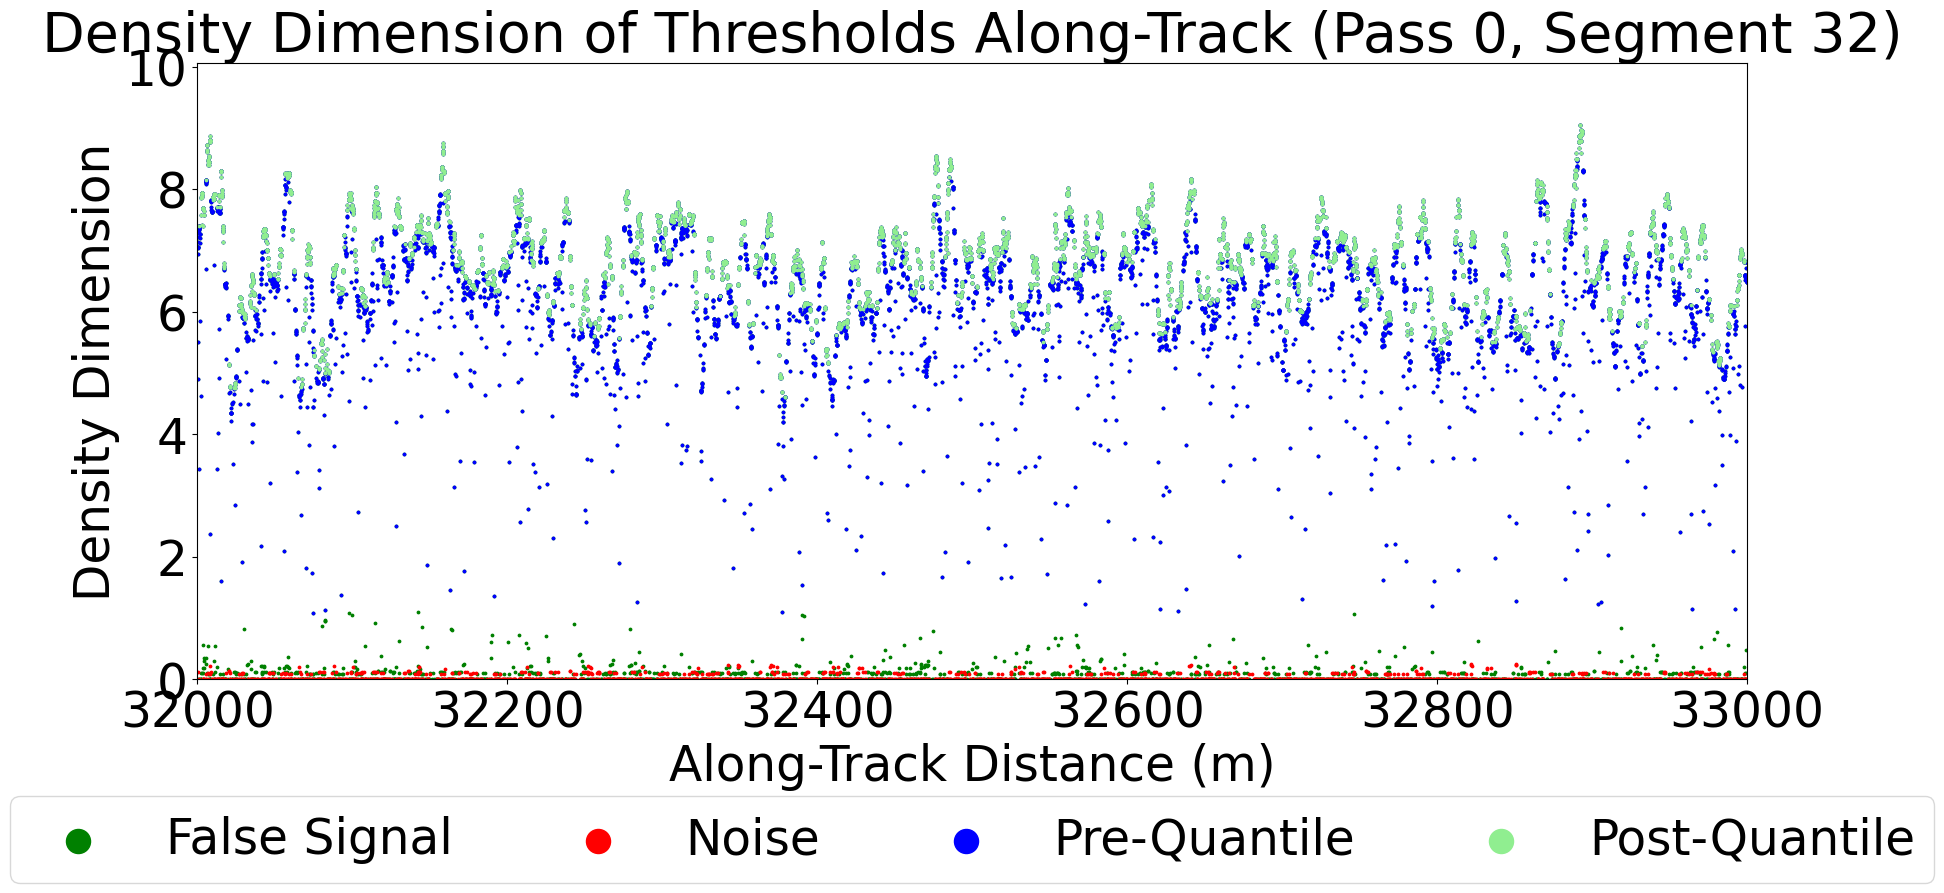 Density Dimension of Thresholds Along-Track (Pass 0, Segment 32)
Density Dimension
10
8
6
4
2
0
32000 32200 32400 32600 32800 33000
Along-Track Distance (m)
False Signal Noise Pre-Quantile Post-Quantile